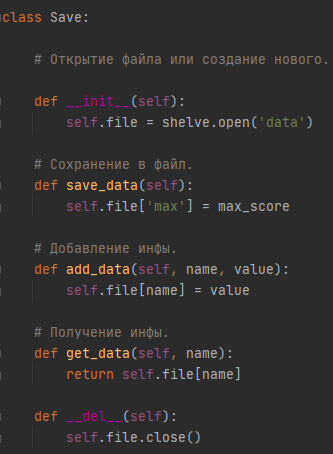 class Save:
# Открытие файла или создание нового.
def __init__(self):
self.file = shelve.open('data')
# Сохранение в файл.
def save_data(self):
self.file['max'] = max_score
# Добавление инфы.
def add_data(self, name, value):
self.file[name] = value
# Получение инфы.
def get_data(self, name):
return self.file[name]
def __del__(self):
self.file.close()